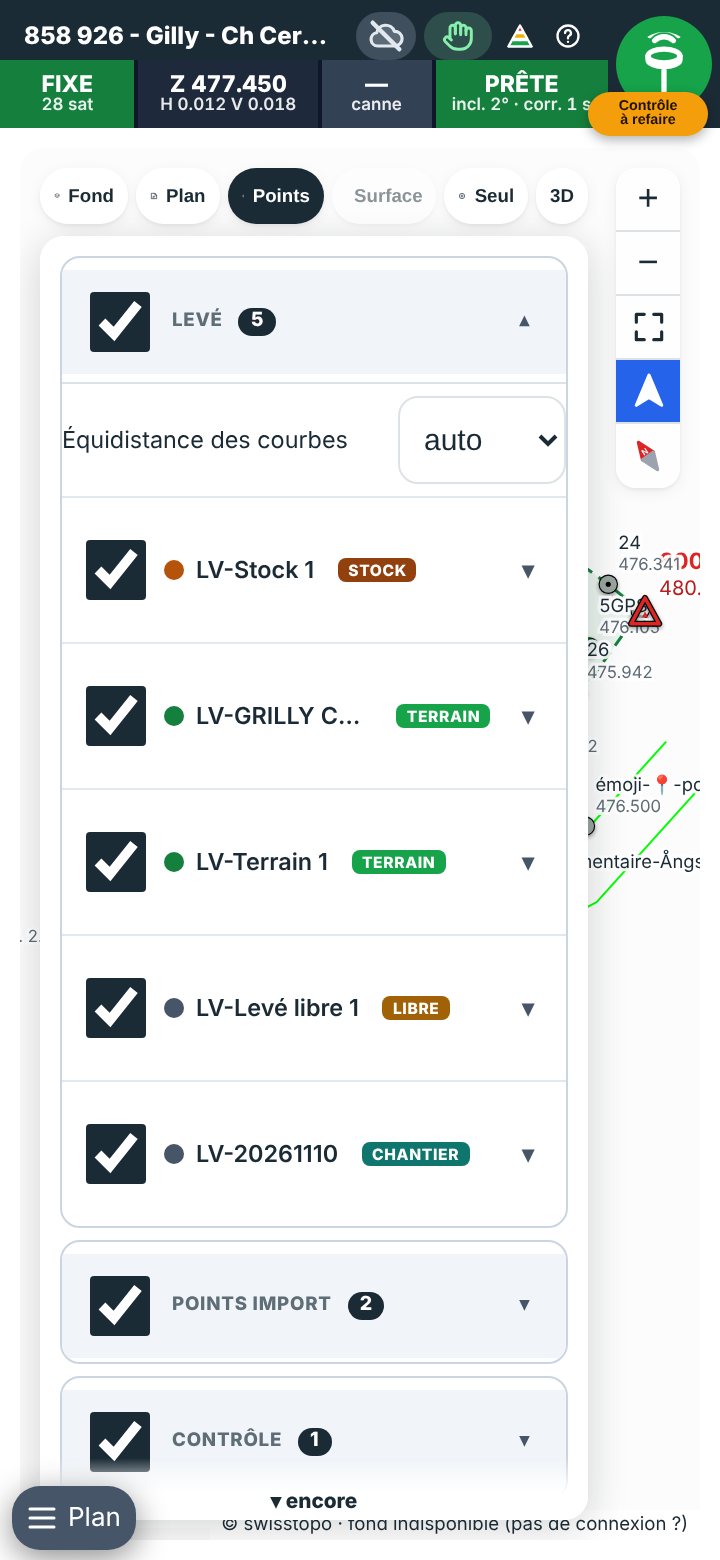 858 926 - Gilly - Ch Cer...
FIXE
28 sat
Z 477.450
H 0.012 V 0.018
—
canne
PRÊTE
incl. 2° · corr. 1 s
Contrôle
à refaire
Fond
Plan
Points
Surface
Seul
3D
+
−
LEVÉ 5 ▲
Équidistance des courbes auto
LV-Stock 1 STOCK ▼
LV-GRILLY C... TERRAIN ▼
LV-Terrain 1 TERRAIN ▼
LV-Levé libre 1 LIBRE ▼
LV-20261110 CHANTIER ▼
POINTS IMPORT 2 ▼
CONTRÔLE 1 ▼
▼ encore
N
24
476.341
480.
476.105
26
475.942
2
émoji-📍-po
476.500
mentaire-Ångs
. 2.
Plan
© swisstopo · fond indisponible (pas de connexion ?)